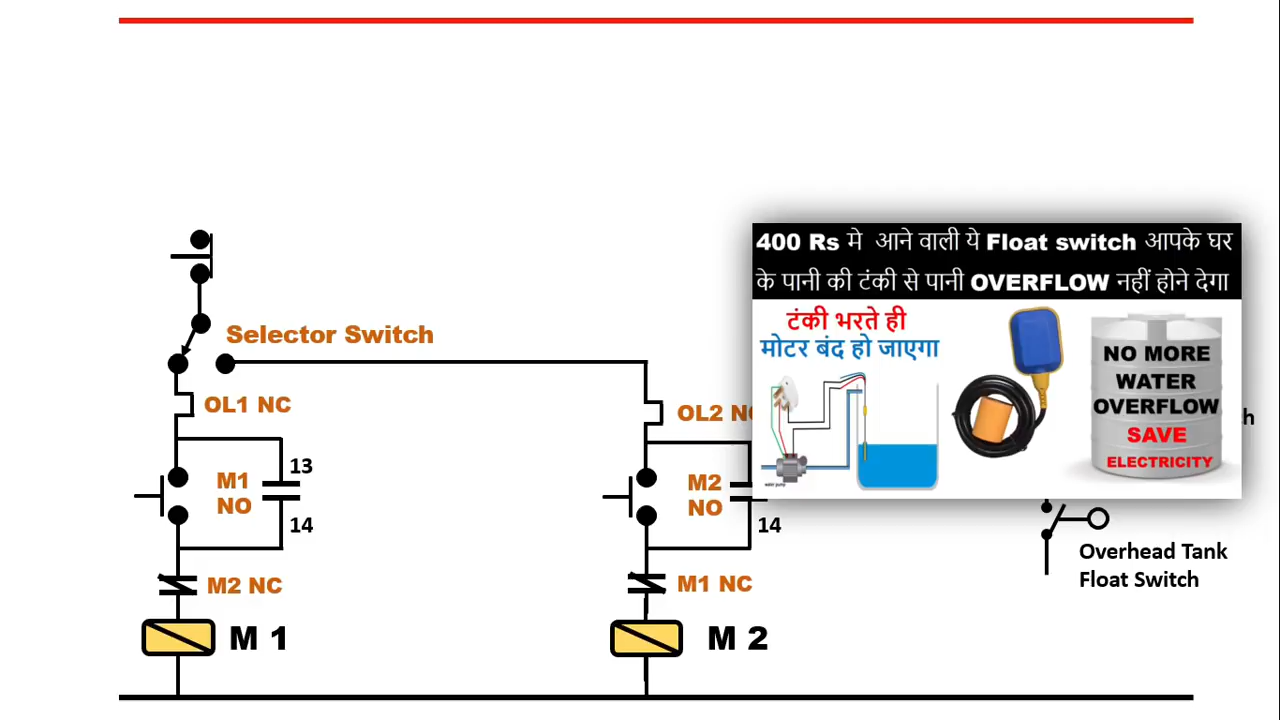 400 Rs मे आने वाली ये Float switch आपके घर
के पानी की टंकी से पानी OVERFLOW नहीं होने देगा
टंकी भरते ही
मोटर बंद हो जाएगा
NO MORE
WATER
OVERFLOW
SAVE
ELECTRICITY
water pump
Selector Switch
OL1 NC
OL2
13
M1
NO
14
M2
NO
14
M2 NC
M1 NC
M 1
M 2
Overhead Tank
Float Switch